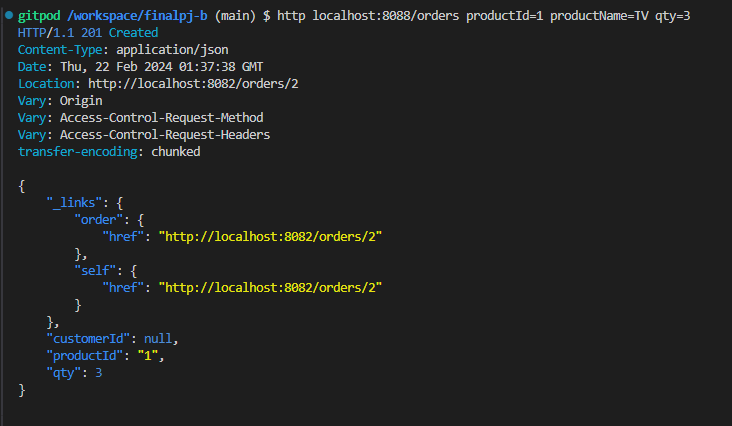 gitpod /workspace/finalpj-b (main) $ http localhost:8088/orders productId=1 productName=TV qty=3
HTTP/1.1 201 Created
Content-Type: application/json
Date: Thu, 22 Feb 2024 01:37:38 GMT
Location: http://localhost:8082/orders/2
Vary: Origin
Vary: Access-Control-Request-Method
Vary: Access-Control-Request-Headers
transfer-encoding: chunked

{
    "_links": {
        "order": {
            "href": "http://localhost:8082/orders/2"
        },
        "self": {
            "href": "http://localhost:8082/orders/2"
        }
    },
    "customerId": null,
    "productId": "1",
    "qty": 3
}